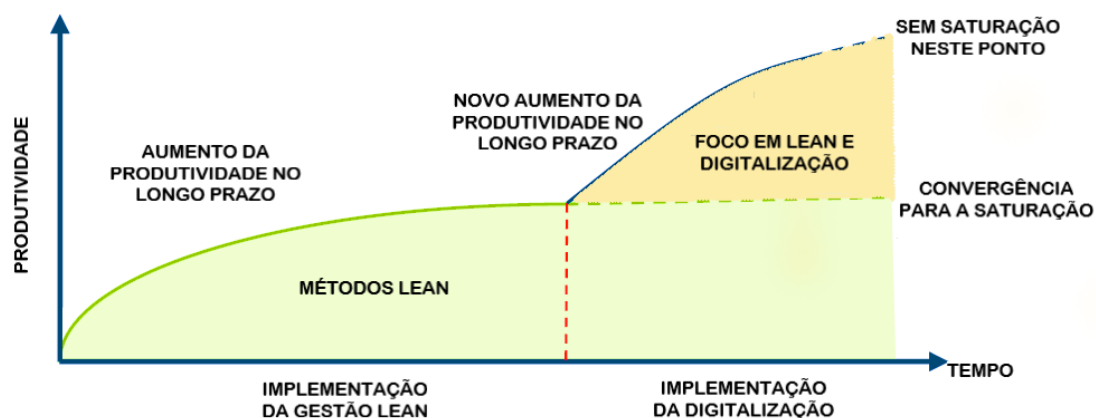 SEM SATURAÇÃO
NESTE PONTO
NOVO AUMENTO DA
PRODUTIVIDADE NO
LONGO PRAZO
AUMENTO DA
PRODUTIVIDADE NO
LONGO PRAZO
FOCO EM LEAN E
DIGITALIZAÇÃO
CONVERGÊNCIA
PARA A SATURAÇÃO
PRODUTIVIDADE
MÉTODOS LEAN
TEMPO
IMPLEMENTAÇÃO
DA GESTÃO LEAN
IMPLEMENTAÇÃO
DA DIGITALIZAÇÃO